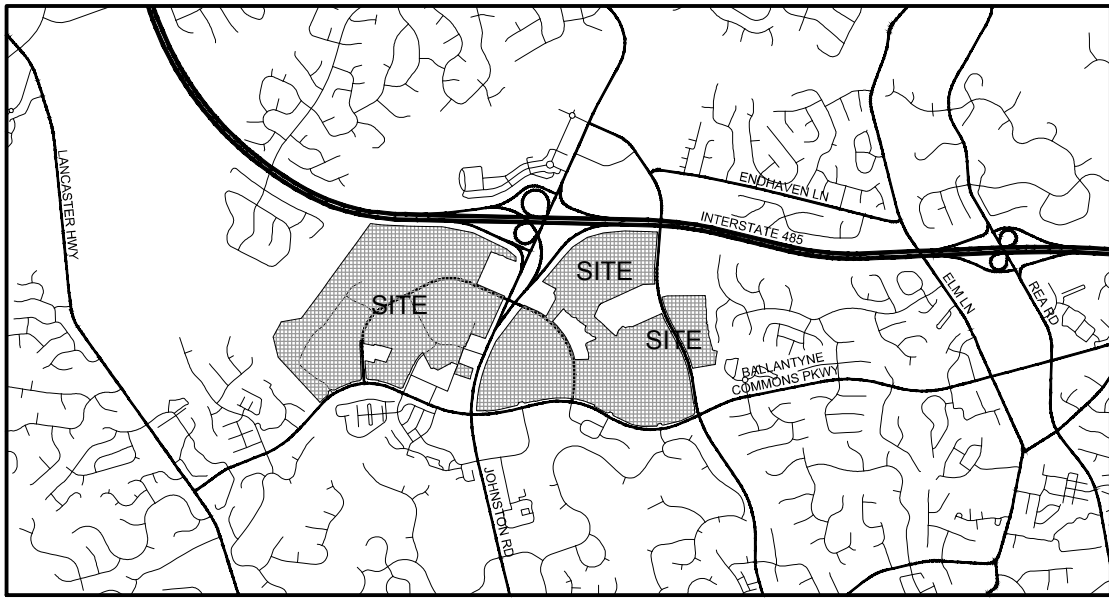 LANCASTER HWY
ENDHAVEN LN
INTERSTATE 485
SITE
SITE
SITE
ELM LN
REA RD
BALLANTYNE
COMMONS PKWY
JOHNSTON RD